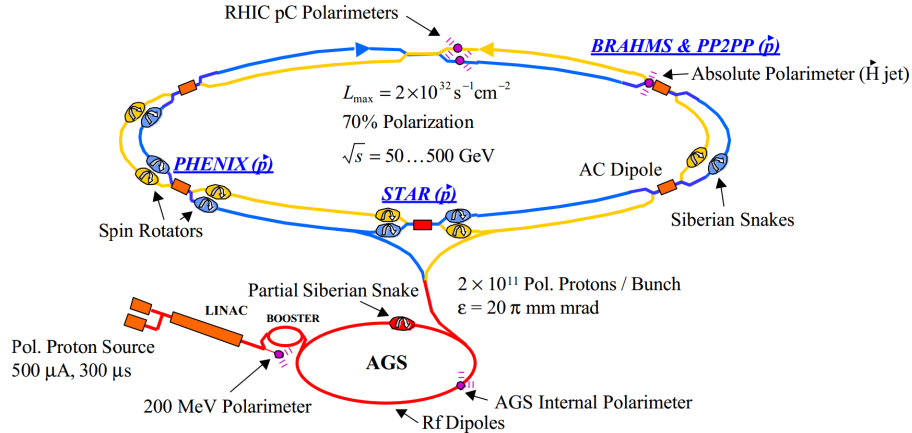 RHIC pC Polarimeters
BRAHMS & PP2PP (p)
Absolute Polarimeter (H jet)
L_max = 2×10^32 s^−1 cm^−2
70% Polarization
√s = 50…500 GeV
PHENIX (p)
AC Dipole
STAR (p)
Siberian Snakes
Spin Rotators
2 × 10^11 Pol. Protons / Bunch
ε = 20 π mm mrad
Partial Siberian Snake
LINAC
BOOSTER
Pol. Proton Source
500 μA, 300 μs
AGS
200 MeV Polarimeter
AGS Internal Polarimeter
Rf Dipoles